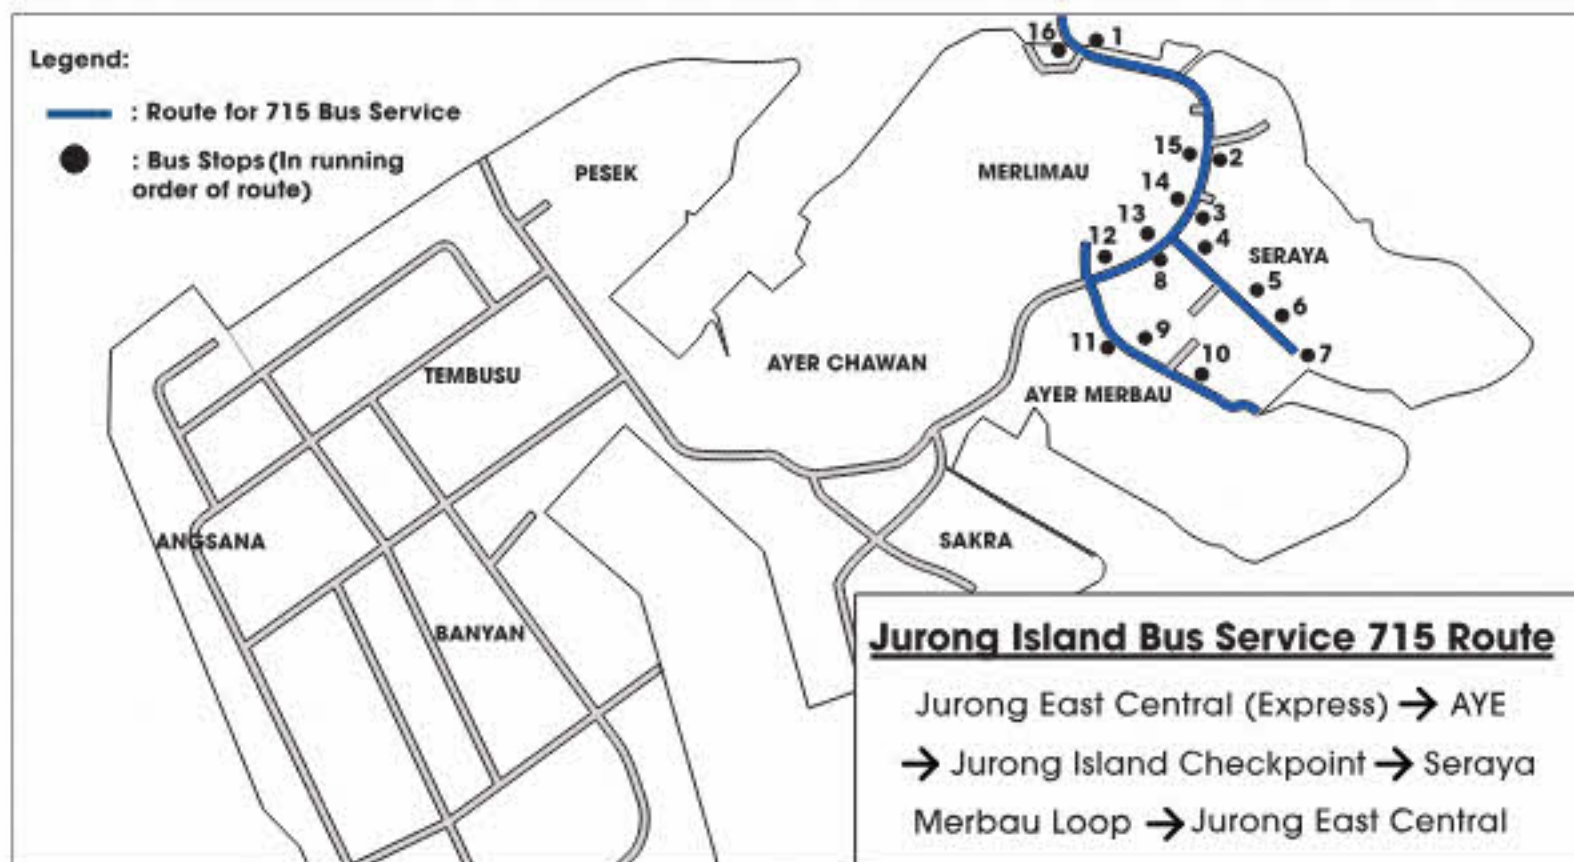 Legend:
: Route for 715 Bus Service
: Bus Stops (In running
order of route)
16
1
PESEK
MERLIMAU
15
2
14
3
13
4
12
SERAYA
8
5
6
9
11
10
7
AYER CHAWAN
TEMBUSU
AYER MERBAU
ANGSANA
SAKRA
BANYAN
Jurong Island Bus Service 715 Route
Jurong East Central (Express) → AYE
→ Jurong Island Checkpoint → Seraya
Merbau Loop → Jurong East Central